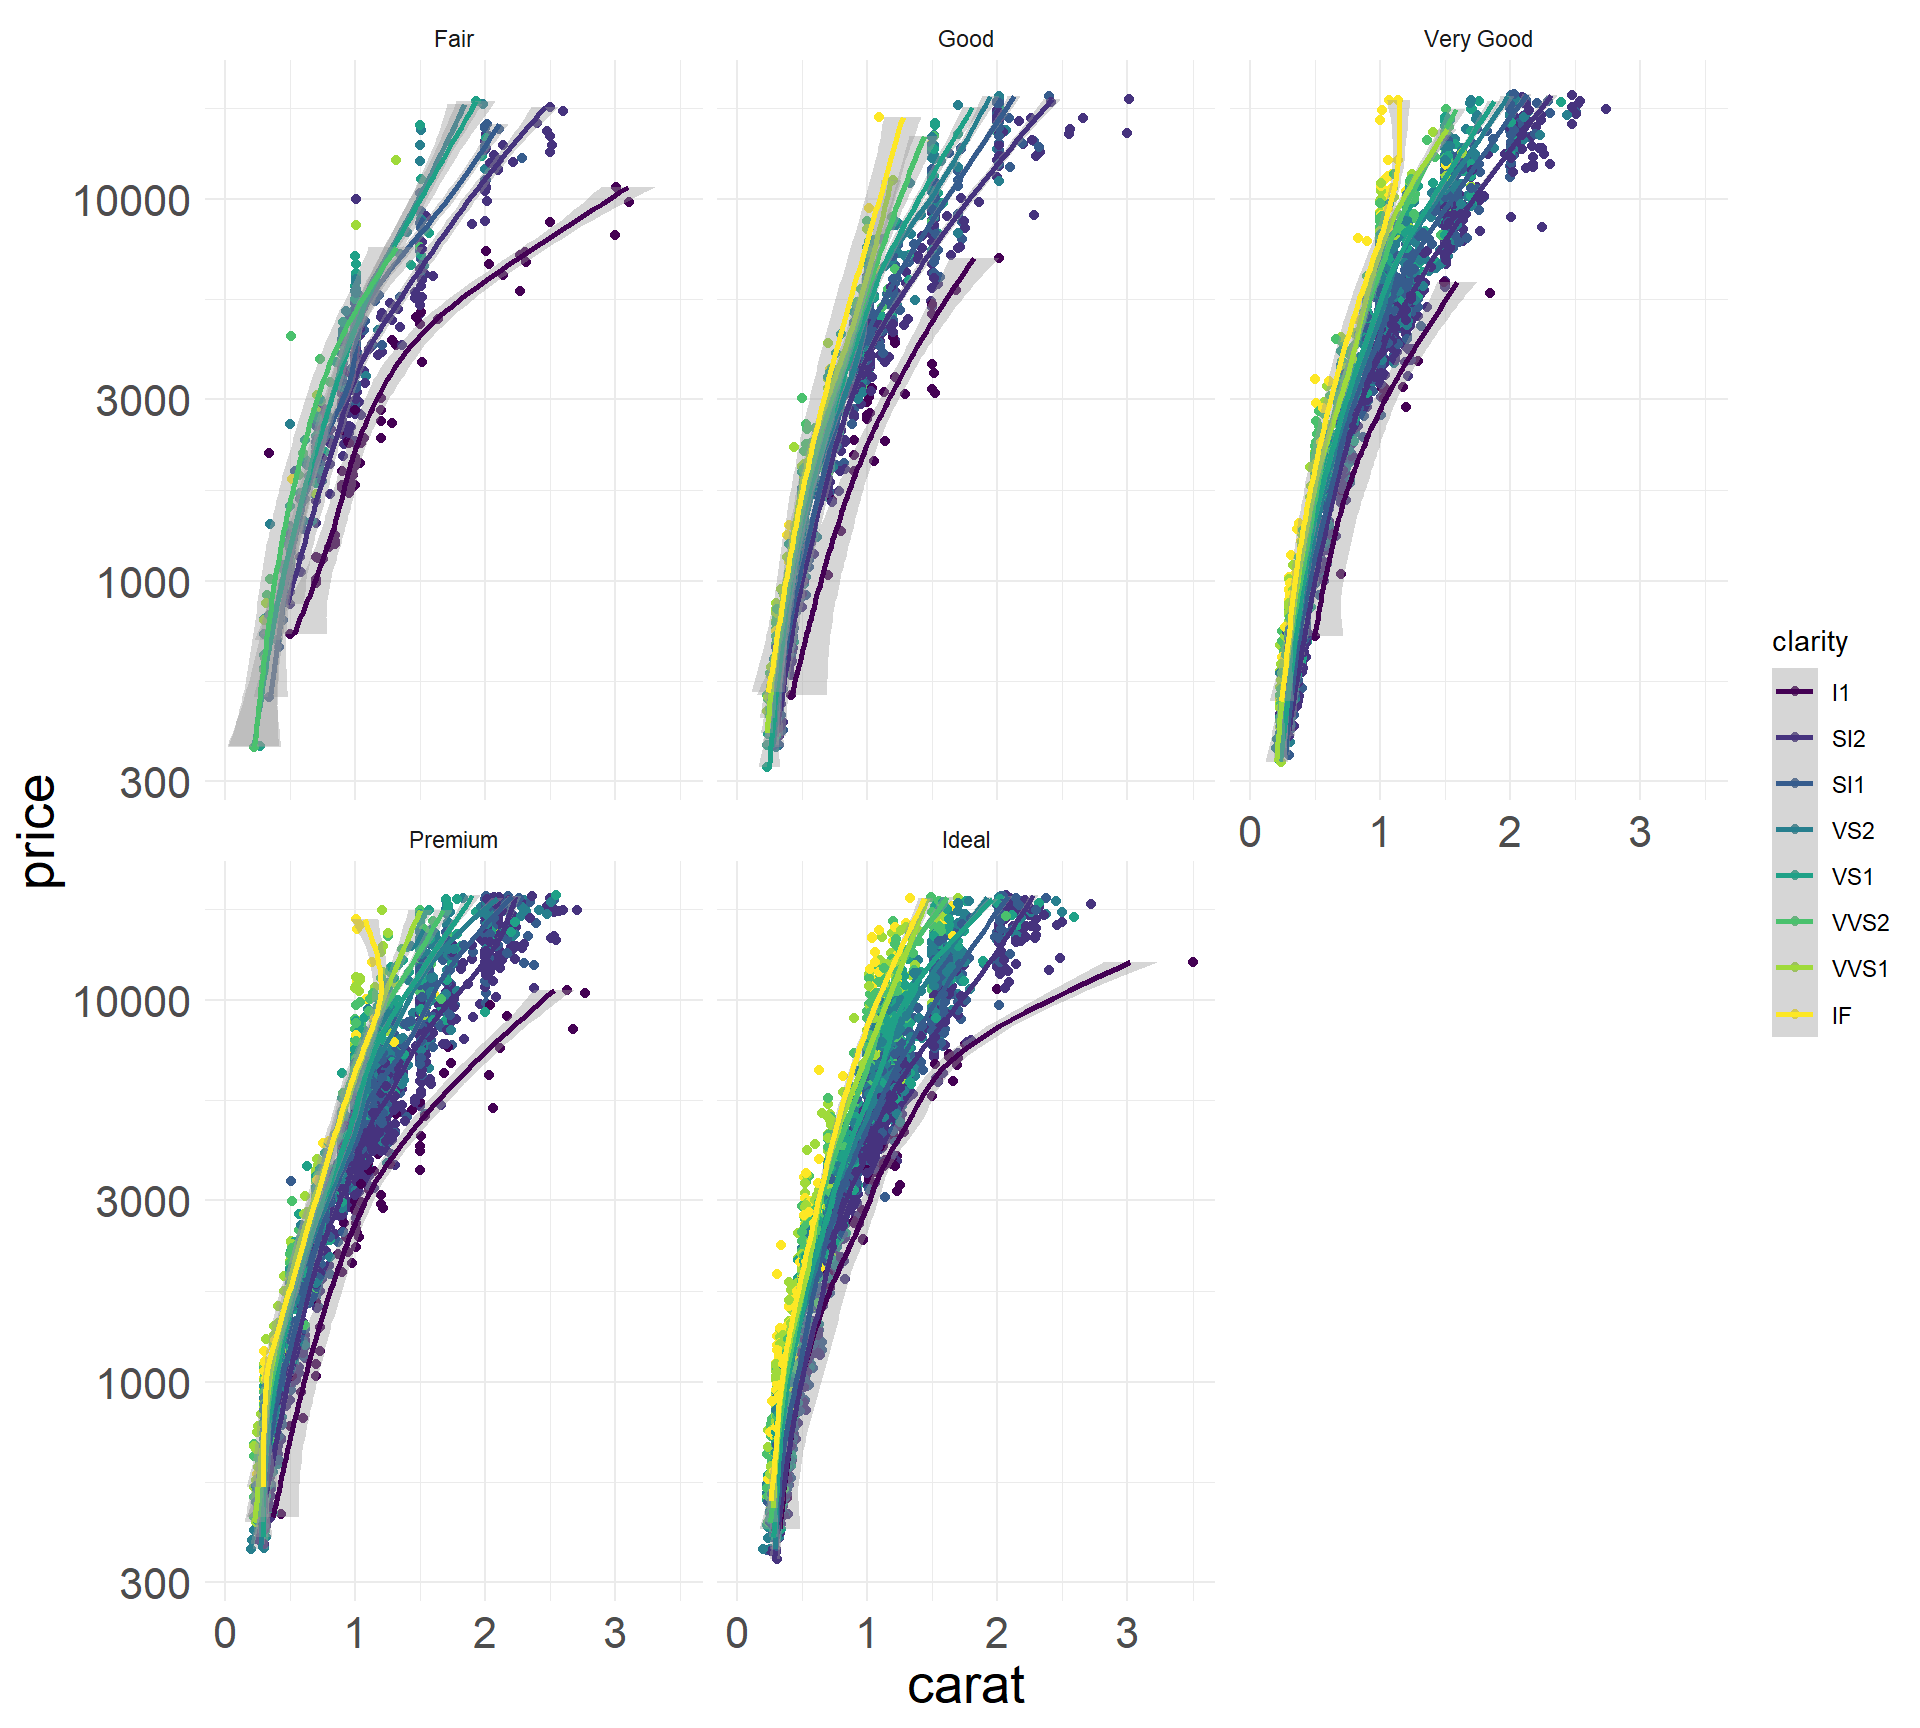 Fair
Good
Very Good
10000
3000
1000
300
0 1 2 3
Premium
Ideal
10000
3000
1000
300
0 1 2 3
0 1 2 3
carat
price
clarity
I1
SI2
SI1
VS2
VS1
VVS2
VVS1
IF